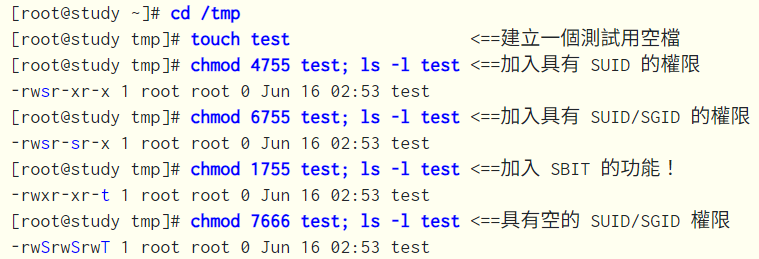 [root@study ~]# cd /tmp
[root@study tmp]# touch test <==建立一個測試用空檔
[root@study tmp]# chmod 4755 test; ls -l test <==加入具有 SUID 的權限
-rwsr-xr-x 1 root root 0 Jun 16 02:53 test
[root@study tmp]# chmod 6755 test; ls -l test <==加入具有 SUID/SGID 的權限
-rwsr-sr-x 1 root root 0 Jun 16 02:53 test
[root@study tmp]# chmod 1755 test; ls -l test <==加入 SBIT 的功能！
-rwxr-xr-t 1 root root 0 Jun 16 02:53 test
[root@study tmp]# chmod 7666 test; ls -l test <==具有空的 SUID/SGID 權限
-rwSrwSrwT 1 root root 0 Jun 16 02:53 test